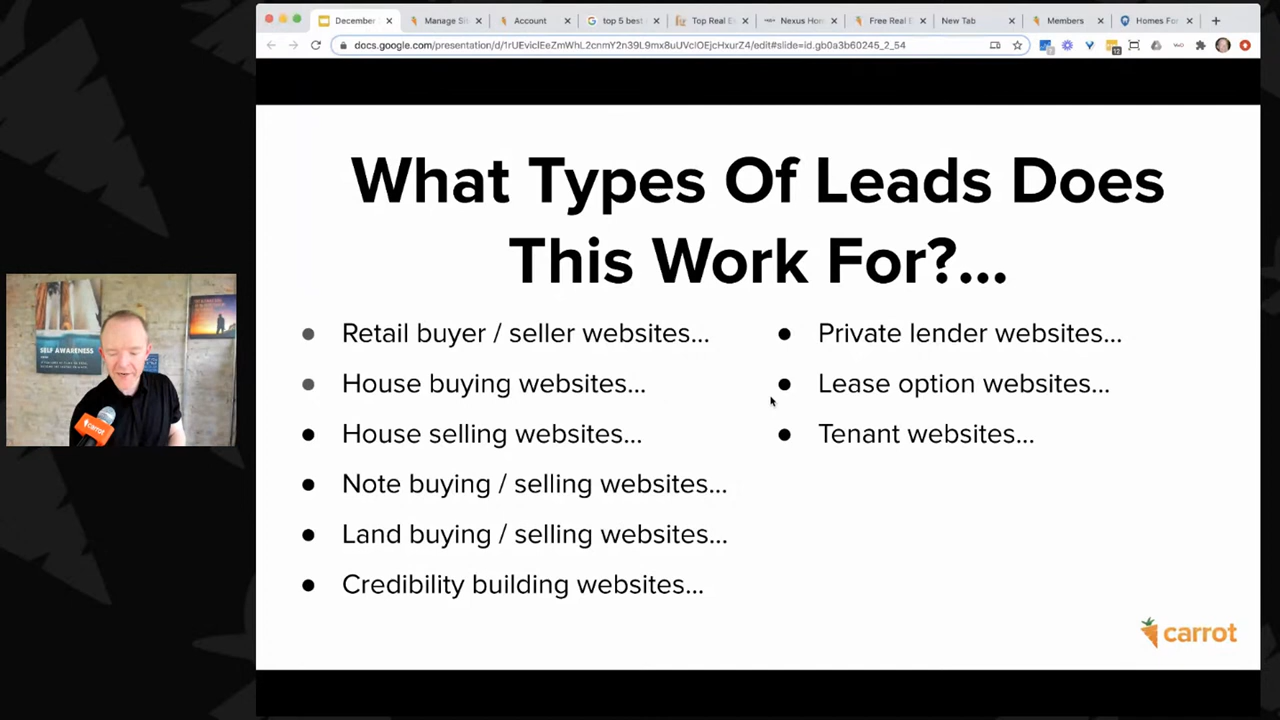 December
Manage Si
Account
top 5 best
Top Real E
Nexus Hom
Free Real E
New Tab
Members
Homes For
docs.google.com/presentation/d/1rUEviclEeZmWhL2cnmY2n39L9mx8uUVclOEjcHxurZ4/edit#slide=id.gb0a3b60245_2_54
What Types Of Leads Does
This Work For?...
Retail buyer / seller websites...
House buying websites...
House selling websites...
Note buying / selling websites...
Land buying / selling websites...
Credibility building websites...
Private lender websites...
Lease option websites...
Tenant websites...
SELF AWARENESS
carrot
carrot